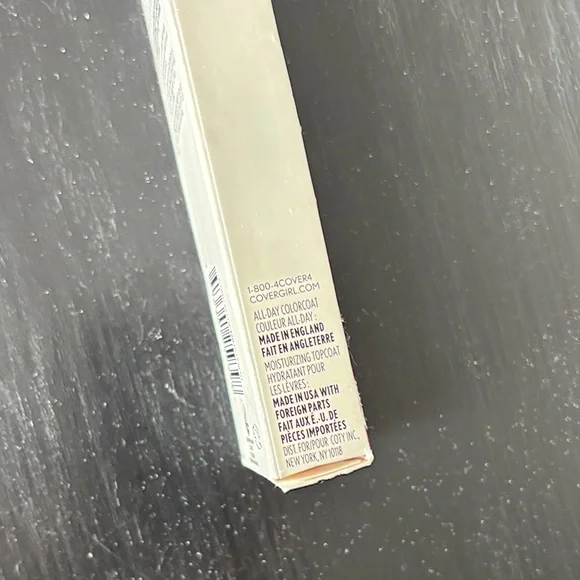 1-800-4COVER4
COVERGIRL.COM
ALL-DAY COLORCOAT
COULEUR ALL-DAY :
MADE IN ENGLAND
FAIT EN ANGLETERRE
MOISTURIZING TOPCOAT
HYDRATANT POUR
LES LÈVRES :
MADE IN USA WITH
FOREIGN PARTS
FAIT AUX É.-U. DE
PIÈCES IMPORTÉES
DIST. FOR/POUR COTY INC.,
NEW YORK, NY 10118